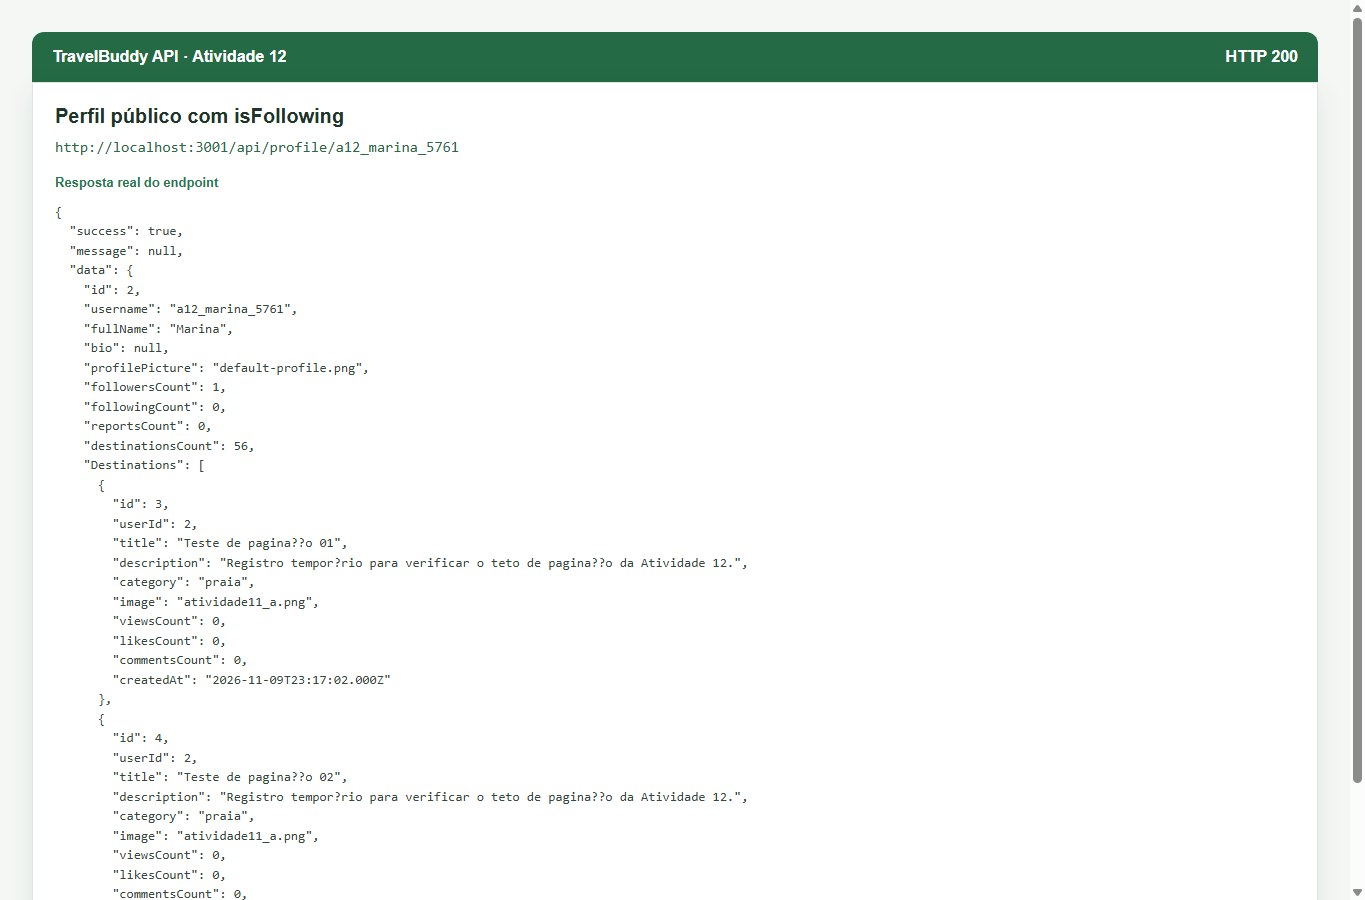 TravelBuddy API · Atividade 12
HTTP 200
Perfil público com isFollowing
http://localhost:3001/api/profile/a12_marina_5761
Resposta real do endpoint
{
  "success": true,
  "message": null,
  "data": {
    "id": 2,
    "username": "a12_marina_5761",
    "fullName": "Marina",
    "bio": null,
    "profilePicture": "default-profile.png",
    "followersCount": 1,
    "followingCount": 0,
    "reportsCount": 0,
    "destinationsCount": 56,
    "Destinations": [
      {
        "id": 3,
        "userId": 2,
        "title": "Teste de pagina??o 01",
        "description": "Registro tempor?rio para verificar o teto de pagina??o da Atividade 12.",
        "category": "praia",
        "image": "atividade11_a.png",
        "viewsCount": 0,
        "likesCount": 0,
        "commentsCount": 0,
        "createdAt": "2026-11-09T23:17:02.000Z"
      },
      {
        "id": 4,
        "userId": 2,
        "title": "Teste de pagina??o 02",
        "description": "Registro tempor?rio para verificar o teto de pagina??o da Atividade 12.",
        "category": "praia",
        "image": "atividade11_a.png",
        "viewsCount": 0,
        "likesCount": 0,
        "commentsCount": 0,